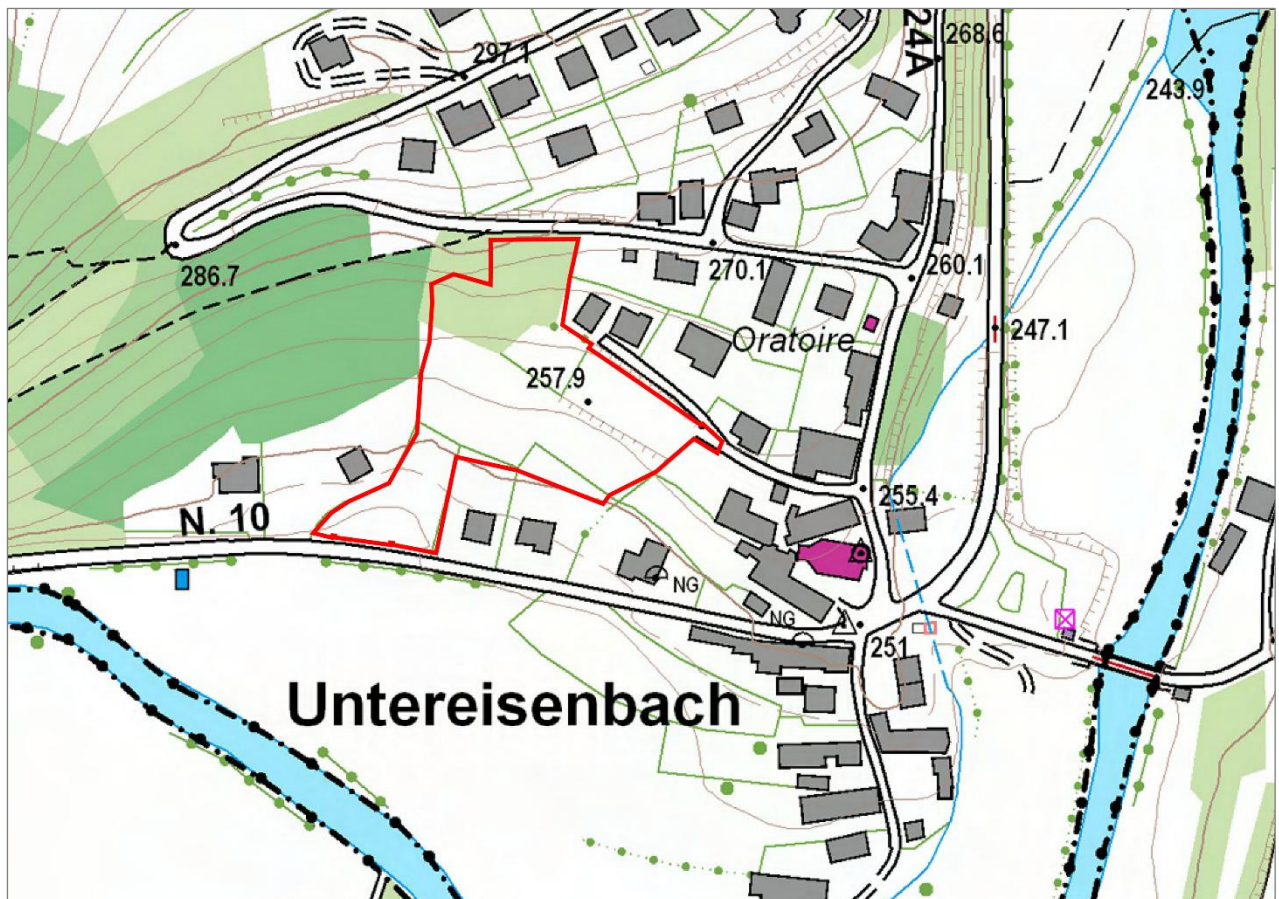 24A
268.6
297.1
243.9
286.7
270.1
260.1
247.1
Oratoire
257.9
N. 10
255.4
NG
NG
251
Untereisenbach